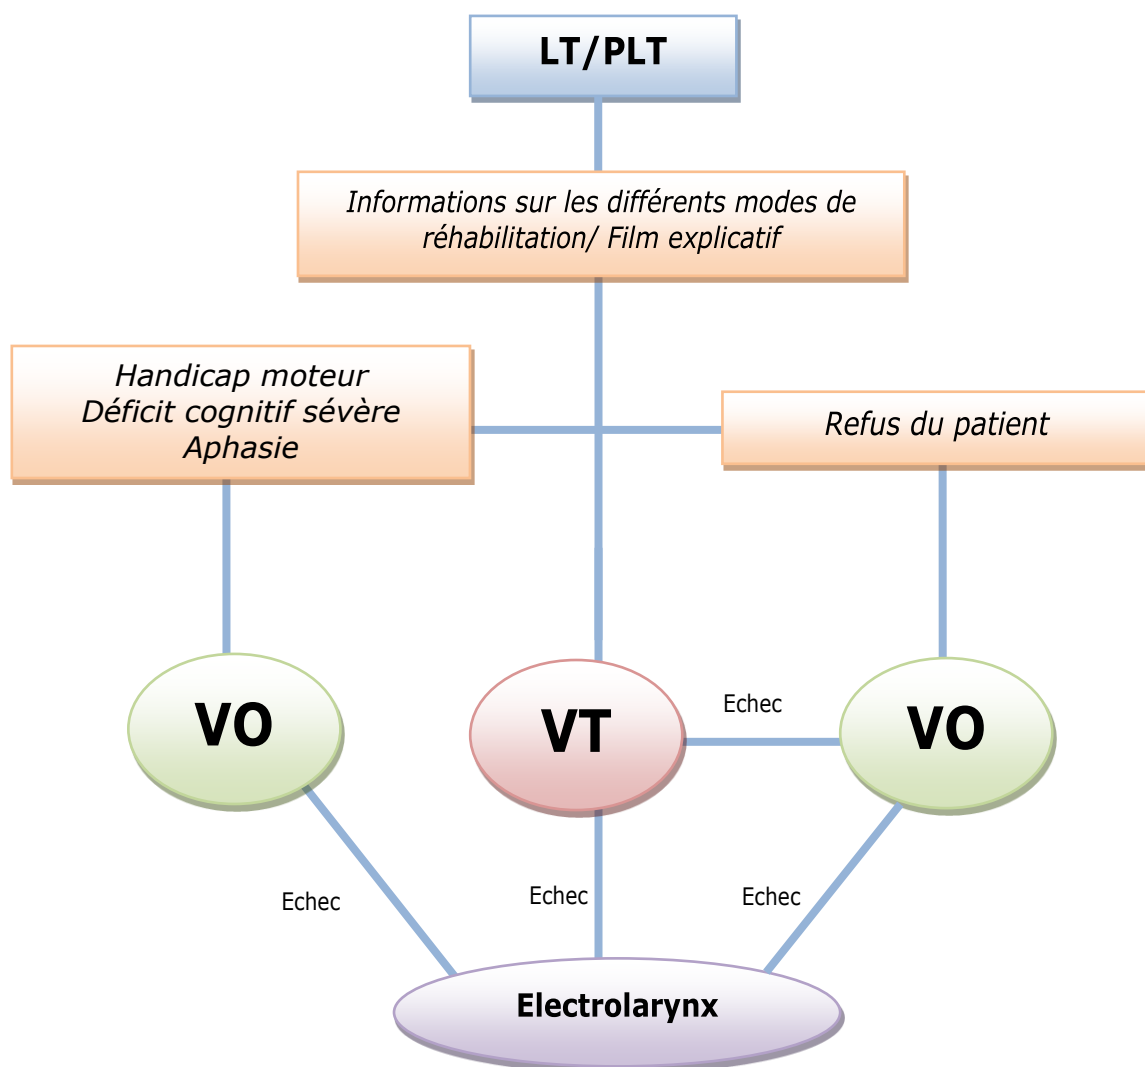 LT/PLT
Informations sur les différents modes de
réhabilitation/ Film explicatif
Handicap moteur
Déficit cognitif sévère
Aphasie
Refus du patient
VO
VT
Echec
VO
Echec
Echec
Echec
Electrolarynx